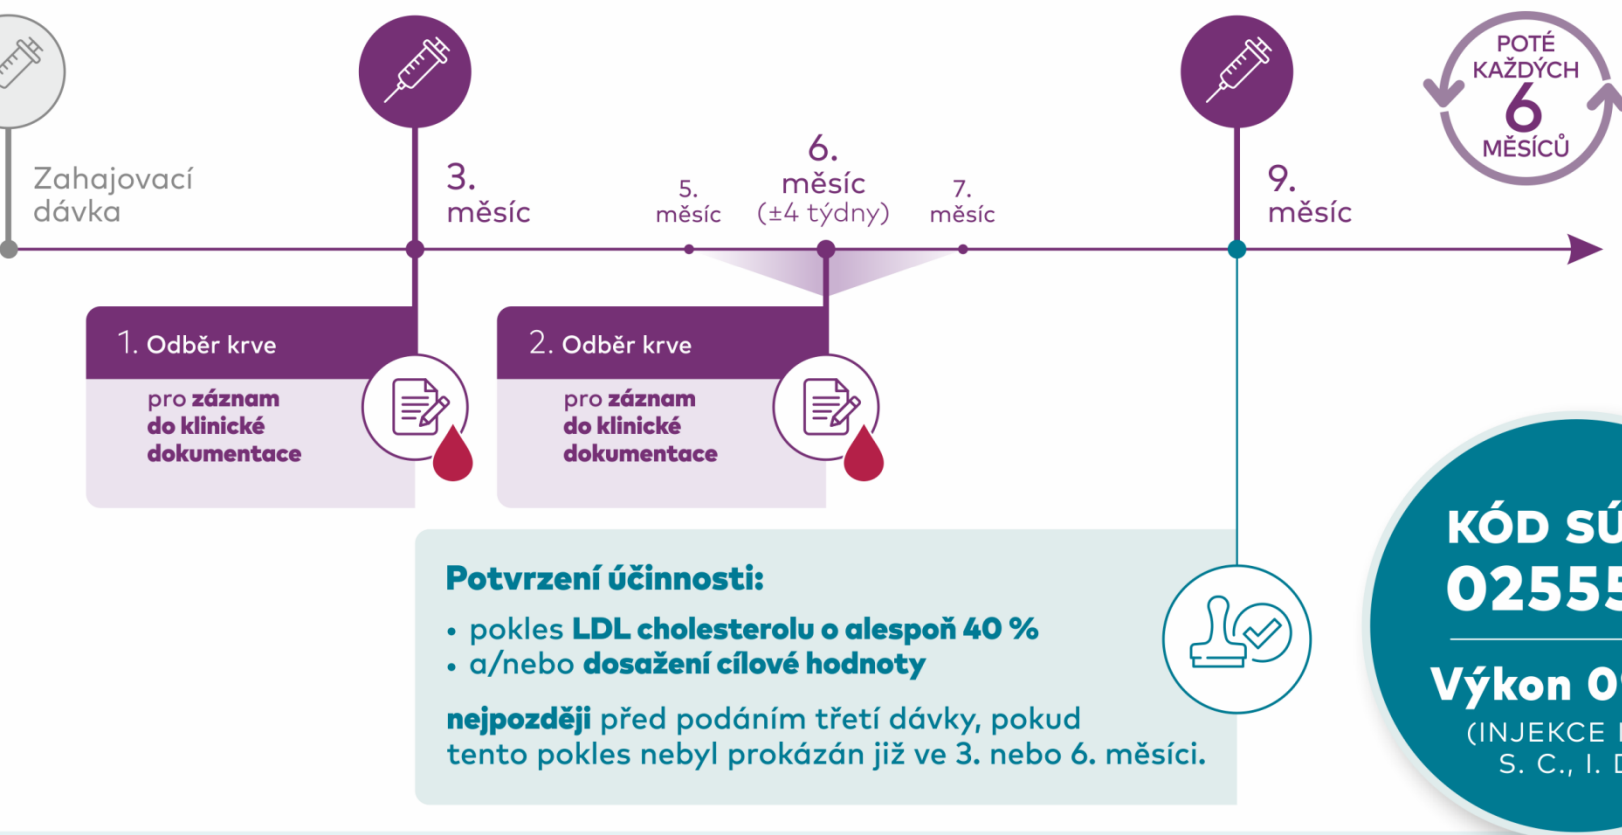 Zahajovací
dávka
3.
měsíc
5.
měsíc
6.
měsíc
(±4 týdny)
7.
měsíc
9.
měsíc
POTÉ
KAŽDÝCH
6
MĚSÍCŮ
1. Odběr krve
pro záznam
do klinické
dokumentace
2. Odběr krve
pro záznam
do klinické
dokumentace
Potvrzení účinnosti:
• pokles LDL cholesterolu o alespoň 40 %
• a/nebo dosažení cílové hodnoty
nejpozději před podáním třetí dávky, pokud
tento pokles nebyl prokázán již ve 3. nebo 6. měsíci.
KÓD
Výkon
(INJEKCE
S. C., I.